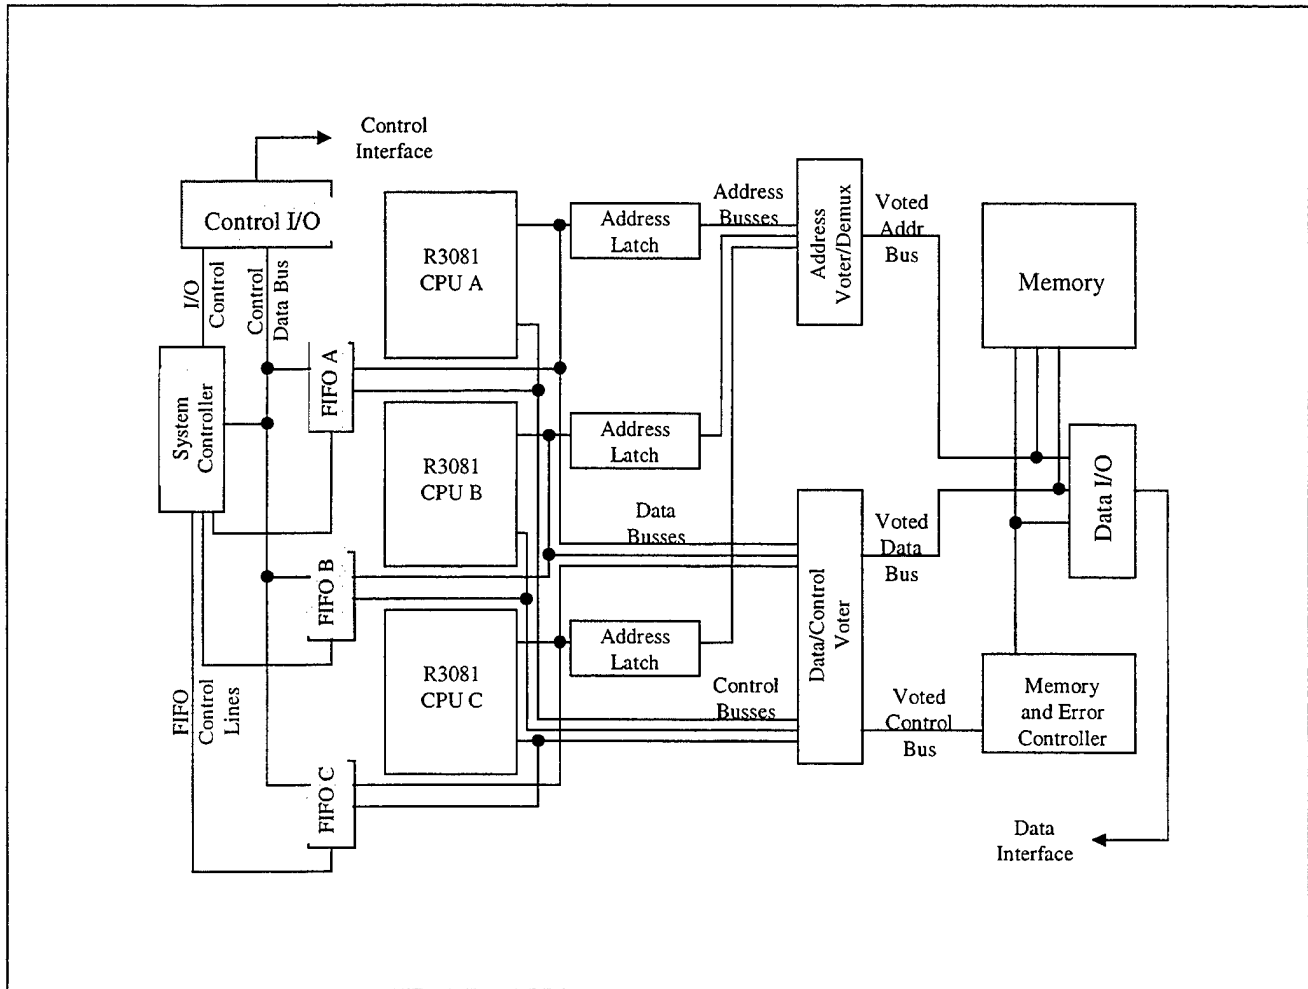 Control
Interface
Control I/O
I/O
Control
Control
Data Bus
System
Controller
FIFO A
FIFO B
FIFO C
FIFO
Control
Lines
R3081
CPU A
R3081
CPU B
R3081
CPU C
Address
Latch
Address
Latch
Address
Latch
Address
Busses
Data
Busses
Control
Busses
Address
Voter/Demux
Data/Control
Voter
Voted
Addr
Bus
Voted
Data
Bus
Voted
Control
Bus
Memory
Data I/O
Memory
and Error
Controller
Data
Interface